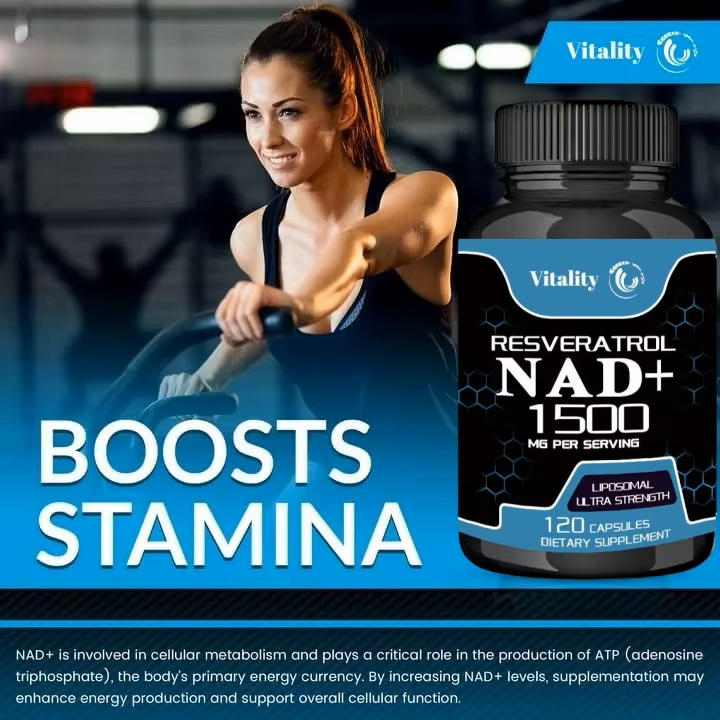 Vitality
Vitality
RESVERATROL
NAD+
1500
MG PER SERVING
LIPOSOMAL
ULTRA STRENGTH
120 CAPSULES
DIETARY SUPPLEMENT
BOOSTS
STAMINA
NAD+ is involved in cellular metabolism and plays a critical role in the production of ATP (adenosine
triphosphate), the body's primary energy currency. By increasing NAD+ levels, supplementation may
enhance energy production and support overall cellular function.